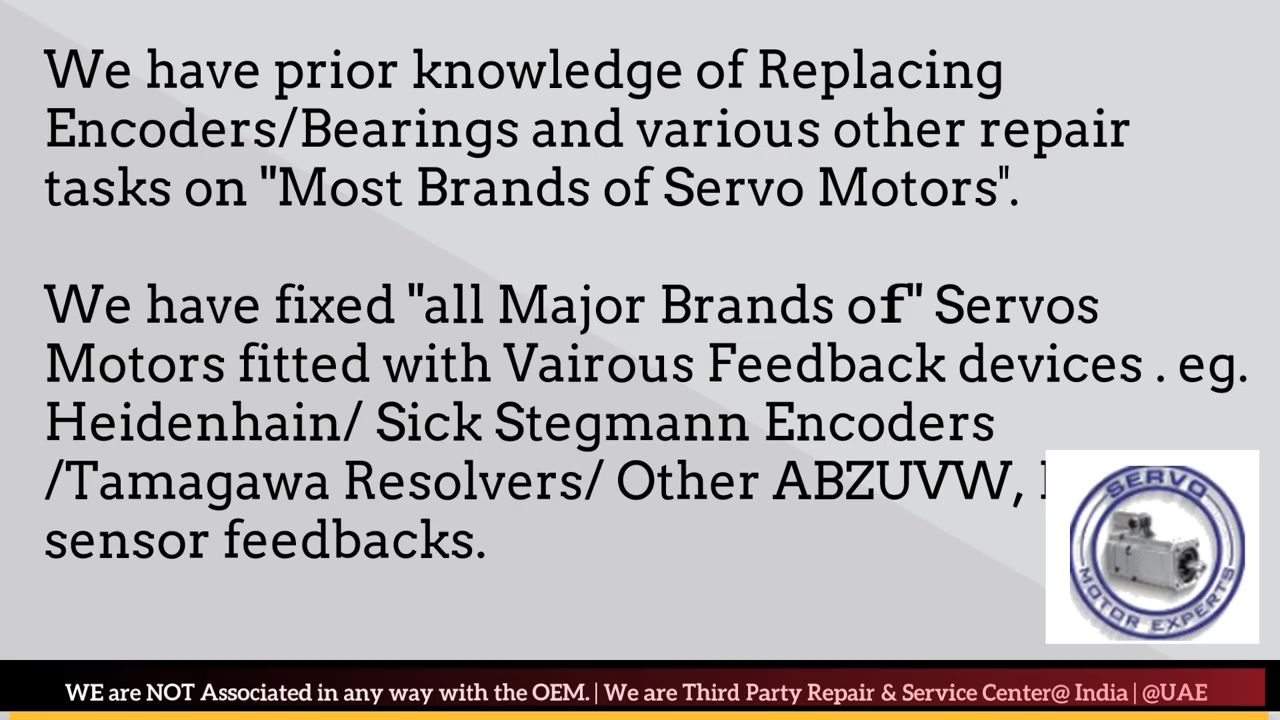 We have prior knowledge of Replacing
Encoders/Bearings and various other repair
tasks on "Most Brands of Servo Motors".
We have fixed "all Major Brands of" Servos
Motors fitted with Vairous Feedback devices . eg.
Heidenhain/ Sick Stegmann Encoders
/Tamagawa Resolvers/ Other ABZUVW,
sensor feedbacks.
SERVO
MOTOR EXPERTS
WE are NOT Associated in any way with the OEM. | We are Third Party Repair & Service Center@ India | @UAE